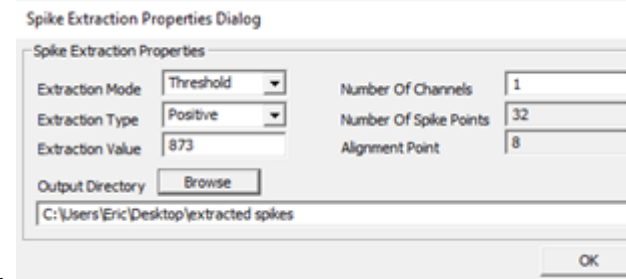 Spike Extraction Properties Dialog
Spike Extraction Properties
Extraction Mode Threshold Number Of Channels 1
Extraction Type Positive Number Of Spike Points 32
Extraction Value 873 Alignment Point 8
Output Directory Browse
C:\Users\Eric\Desktop\extracted spikes
OK